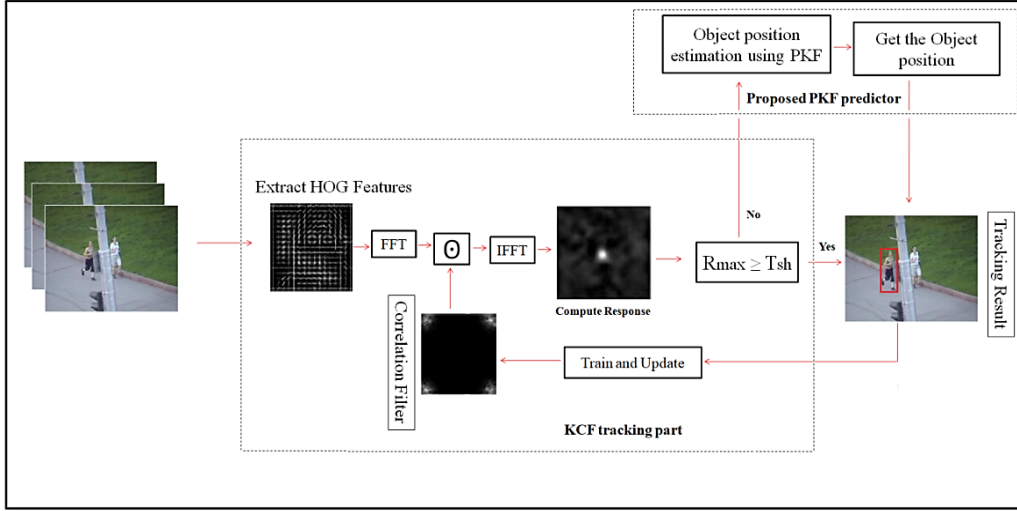 Object position
estimation using PKF
Get the Object
position
Proposed PKF predictor
Extract HOG Features
FFT
Θ
IFFT
Compute Response
No
Rmax ≥ Tsh
Yes
Tracking Result
Correlation Filter
Train and Update
KCF tracking part